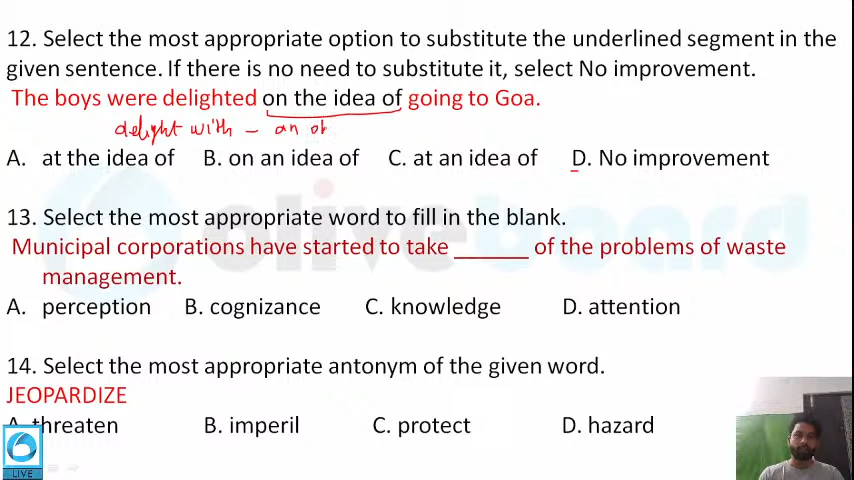 12. Select the most appropriate option to substitute the underlined segment in the
given sentence. If there is no need to substitute it, select No improvement.
The boys were delighted on the idea of going to Goa.
delight with – an ob
A. at the idea of B. on an idea of C. at an idea of D. No improvement
13. Select the most appropriate word to fill in the blank.
Municipal corporations have started to take ______ of the problems of waste
management.
A. perception B. cognizance C. knowledge D. attention
14. Select the most appropriate antonym of the given word.
JEOPARDIZE
A. threaten B. imperil C. protect D. hazard
oliveboard
LIVE